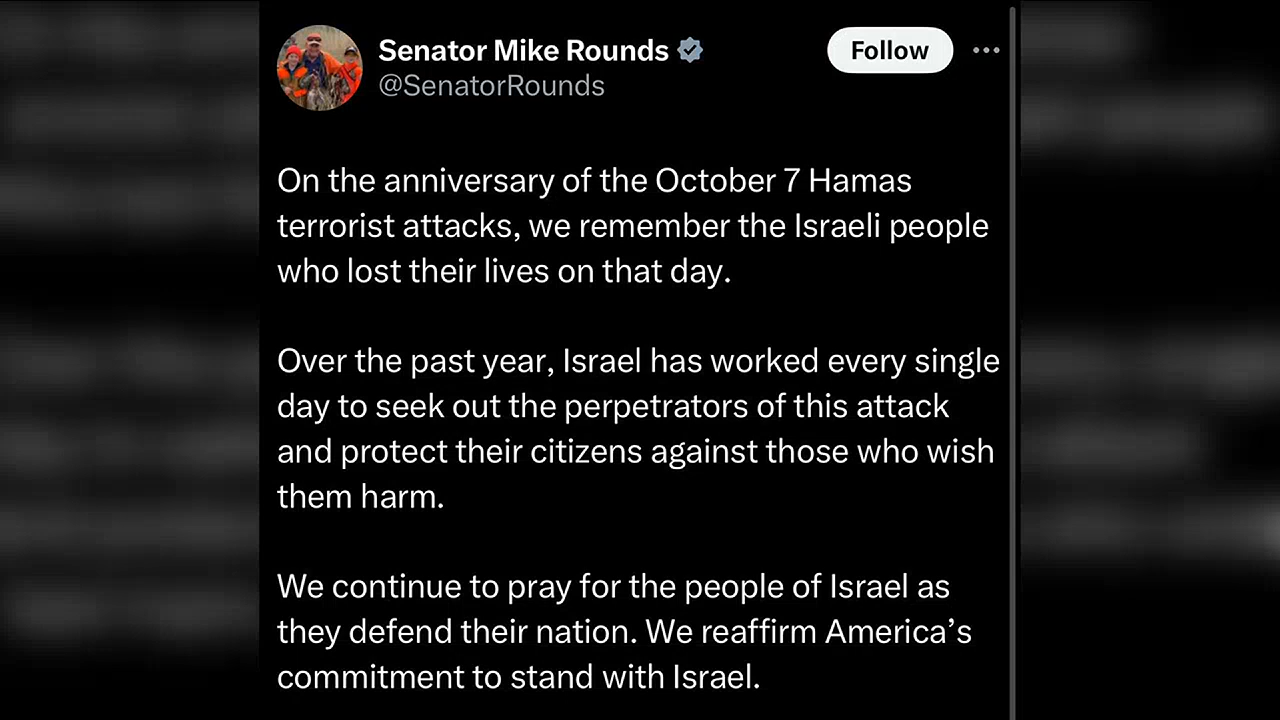 Senator Mike Rounds
Follow
@SenatorRounds
On the anniversary of the October 7 Hamas
terrorist attacks, we remember the Israeli people
who lost their lives on that day.
Over the past year, Israel has worked every single
day to seek out the perpetrators of this attack
and protect their citizens against those who wish
them harm.
We continue to pray for the people of Israel as
they defend their nation. We reaffirm America’s
commitment to stand with Israel.